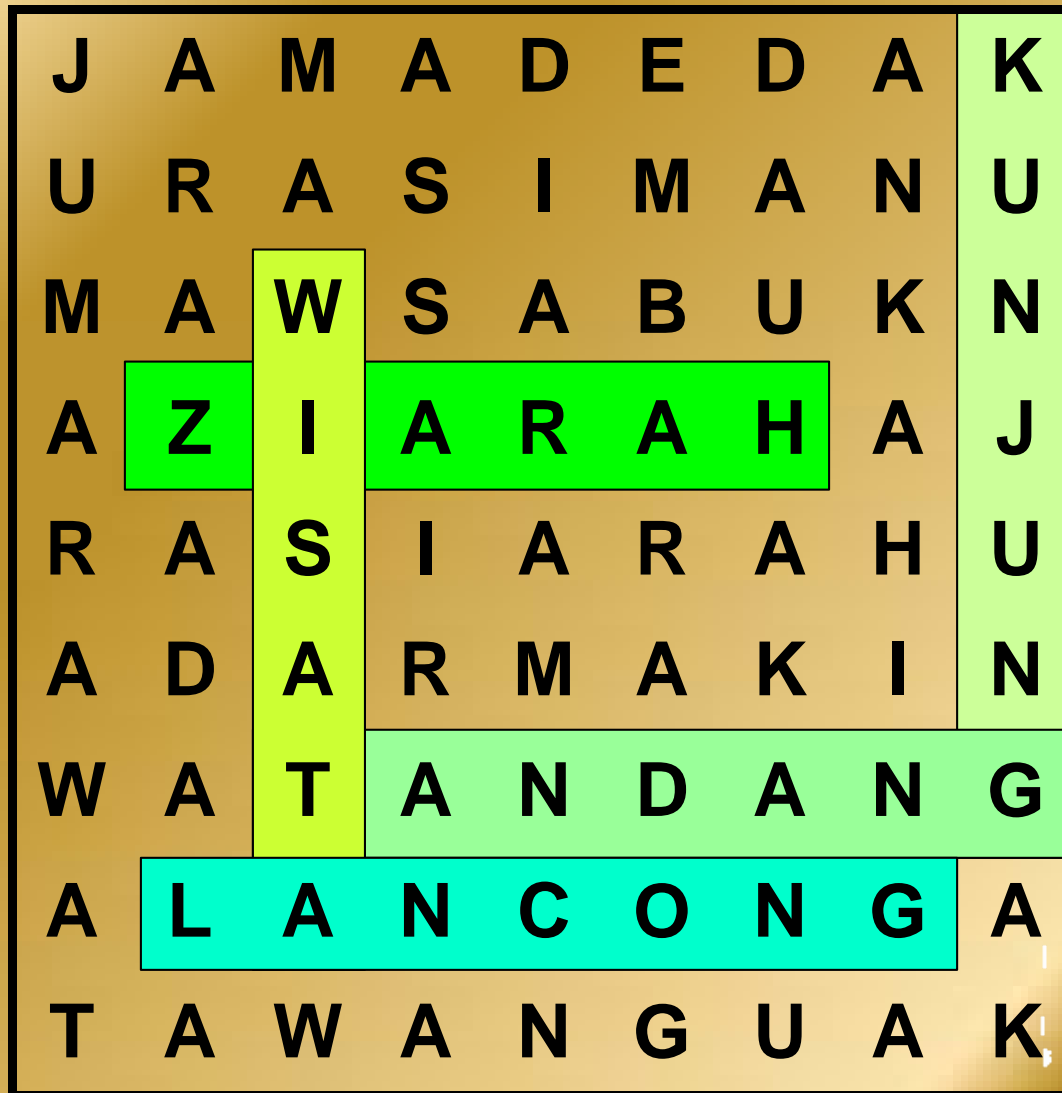 J A M A D E D A K
U R A S I M A N U
M A W S A B U K N
A Z I A R A H A J
R A S I A R A H U
A D A R M A K I N
W A T A N D A N G
A L A N C O N G A
T A W A N G U A K